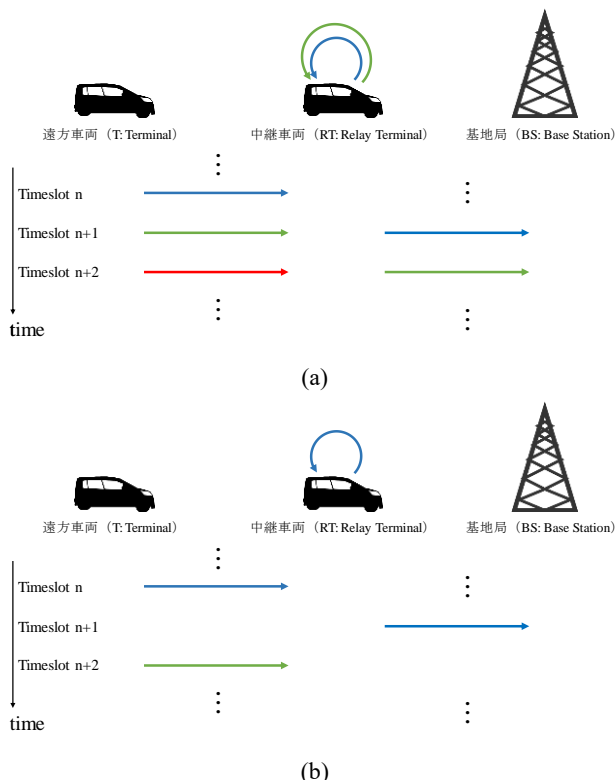 遠方車両（T: Terminal） 中継車両（RT: Relay Terminal） 基地局（BS: Base Station）
Timeslot n
Timeslot n+1
Timeslot n+2
time
(a)
遠方車両（T: Terminal） 中継車両（RT: Relay Terminal） 基地局（BS: Base Station）
Timeslot n
Timeslot n+1
Timeslot n+2
time
(b)